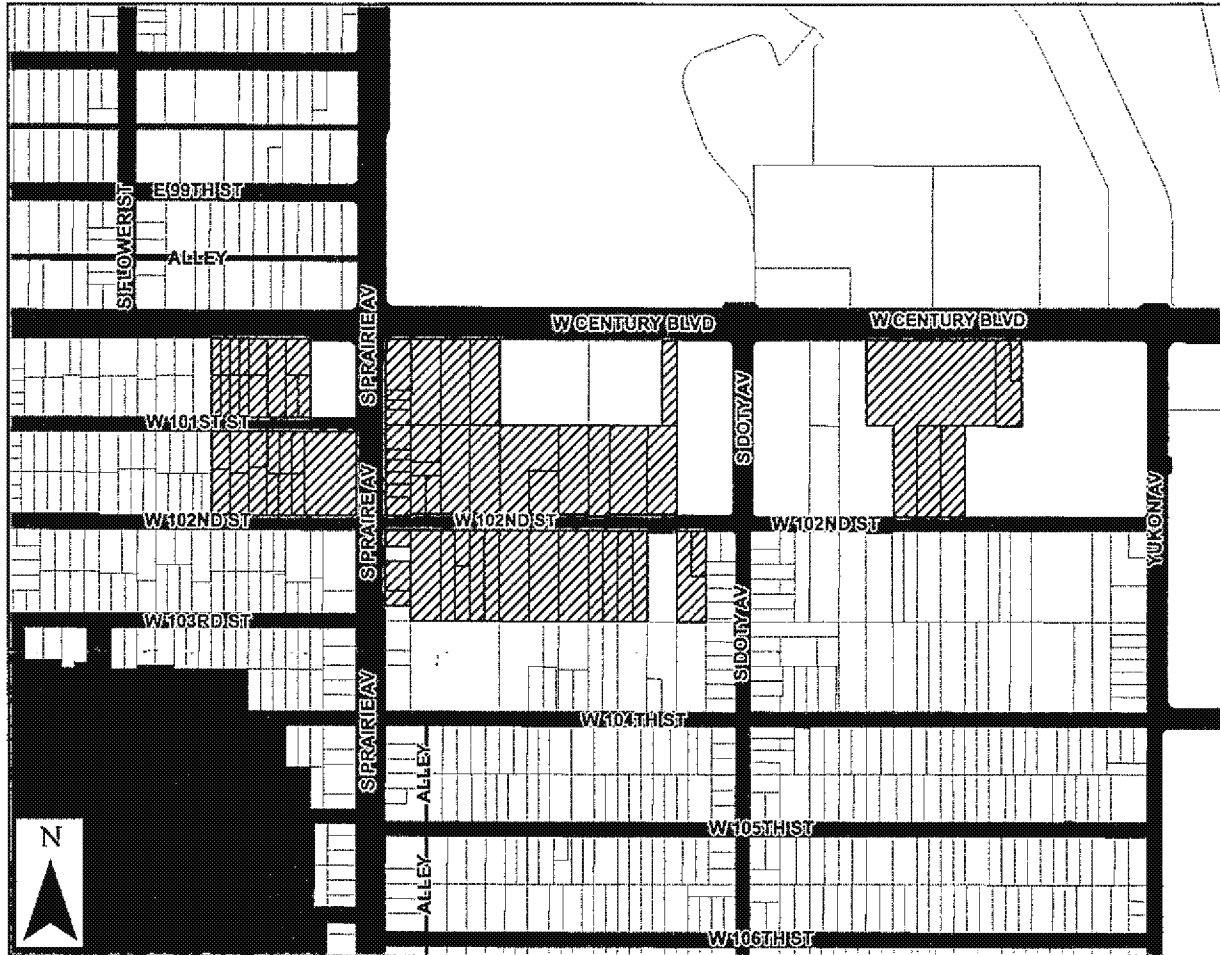 E 99TH ST
S FLOWER ST
ALLEY
S PRAIRIE AV
W CENTURY BLVD
W CENTURY BLVD
W 101ST ST
S DOTY AV
S PRAIRIE AV
W 102ND ST
W 102ND ST
W 102ND ST
YUKON AV
W 103RD ST
S DOTY AV
S PRAIRIE AV
W 104TH ST
ALLEY
W 105TH ST
N
ALLEY
W 106TH ST